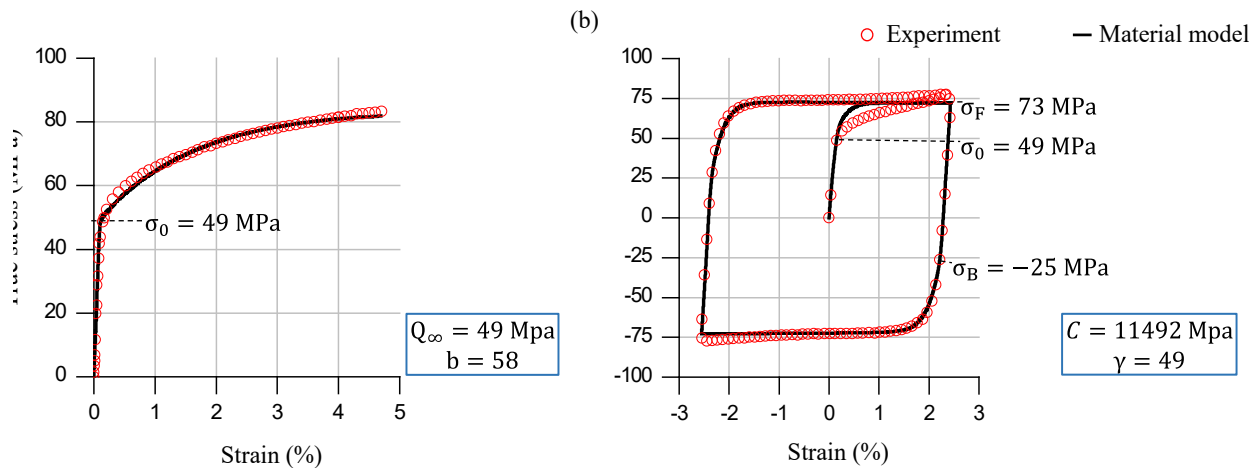 (b)
Experiment
Material model
100
80
60
40
20
0
σ₀ = 49 MPa
Q∞ = 49 Mpa
b = 58
0 1 2 3 4 5
Strain (%)
100
75
50
25
0
-25
-50
-75
-100
σF = 73 MPa
σ₀ = 49 MPa
σB = −25 MPa
C = 11492 Mpa
γ = 49
-3 -2 -1 0 1 2 3
Strain (%)